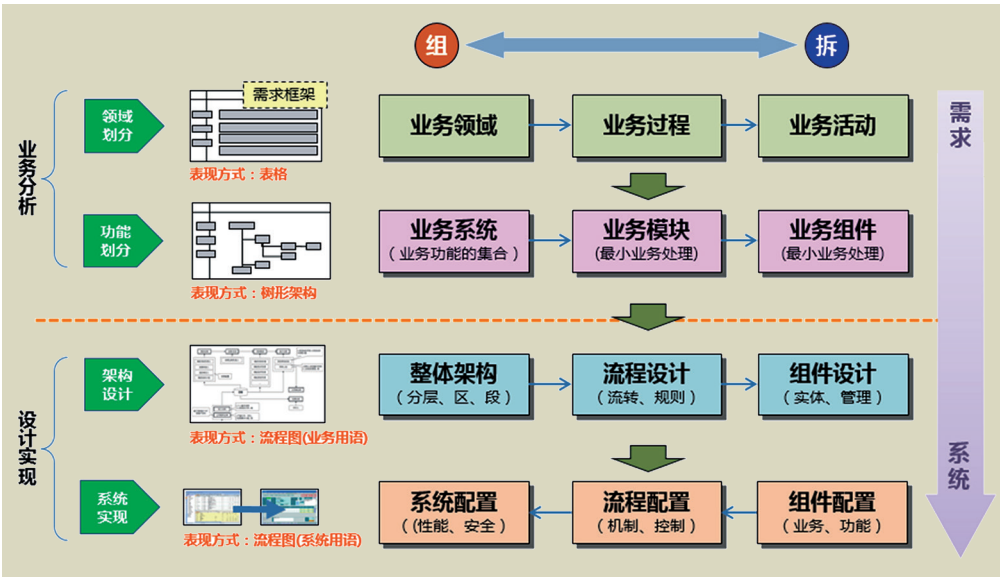 组
拆
业务分析
领域
划分
需求框架
表现方式：表格
业务领域
业务过程
业务活动
需求
功能
划分
表现方式：树形架构
业务系统
（业务功能的集合）
业务模块
(最小业务处理)
业务组件
(最小业务处理)
设计实现
架构
设计
表现方式：流程图(业务用语)
整体架构
（分层、区、段）
流程设计
（流转、规则）
组件设计
（实体、管理）
系统
系统
实现
表现方式：流程图(系统用语)
系统配置
（(性能、安全）
流程配置
（机制、控制）
组件配置
（业务、功能）